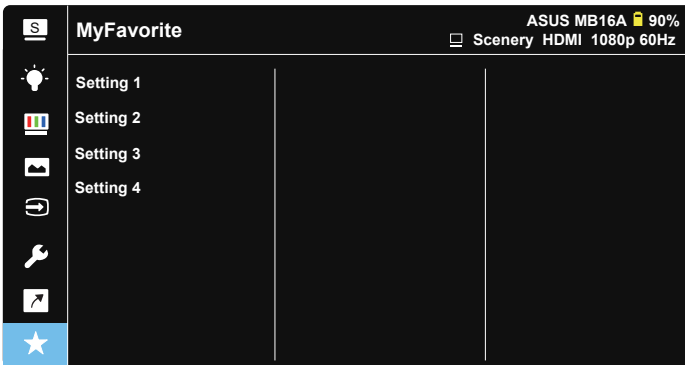 S
MyFavorite
ASUS MB16A 90%
Scenery HDMI 1080p 60Hz
Setting 1
Setting 2
Setting 3
Setting 4